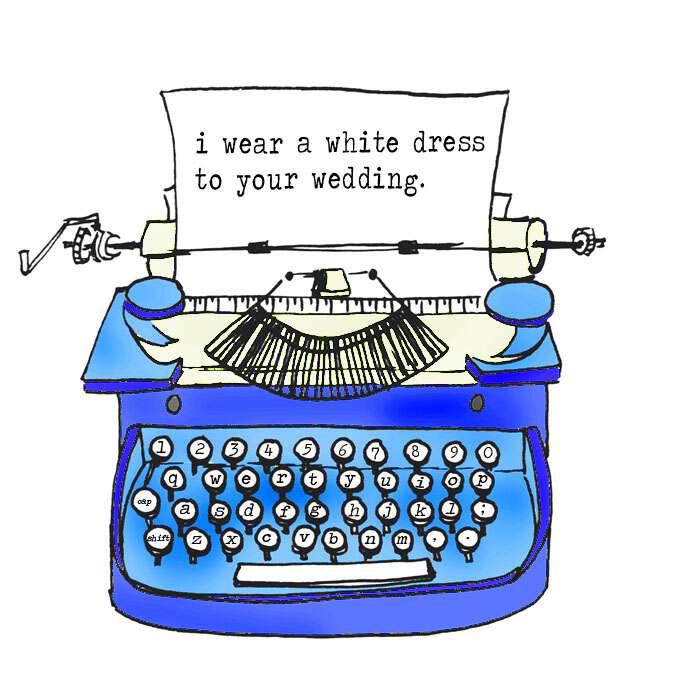 i wear a white dress
to your wedding.
1 2 3 4 5 6 7 8 9 0
q w e r t y u i o p
cap a s d f g h j k l ;
shift z x c v b n m , .